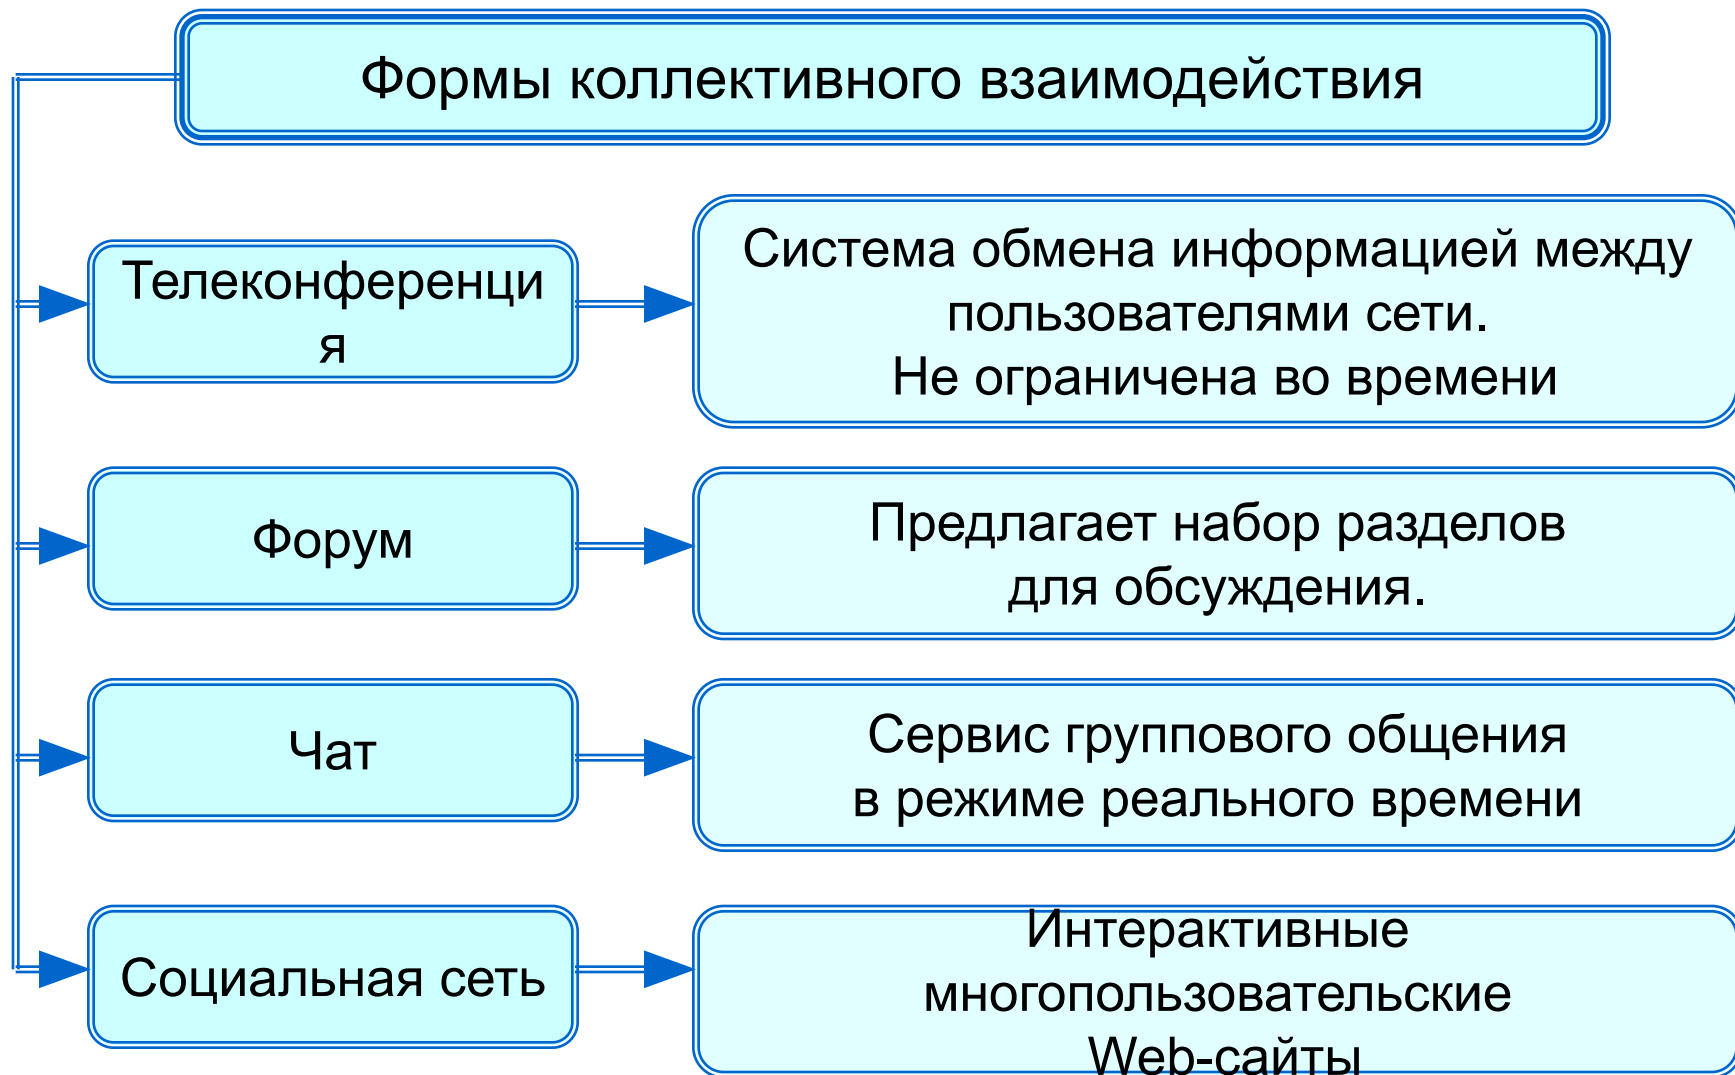 Формы коллективного взаимодействия
Телеконференци
я
Система обмена информацией между
пользователями сети.
Не ограничена во времени
Форум
Предлагает набор разделов
для обсуждения.
Чат
Сервис группового общения
в режиме реального времени
Социальная сеть
Интерактивные
многопользовательские
Web-сайты